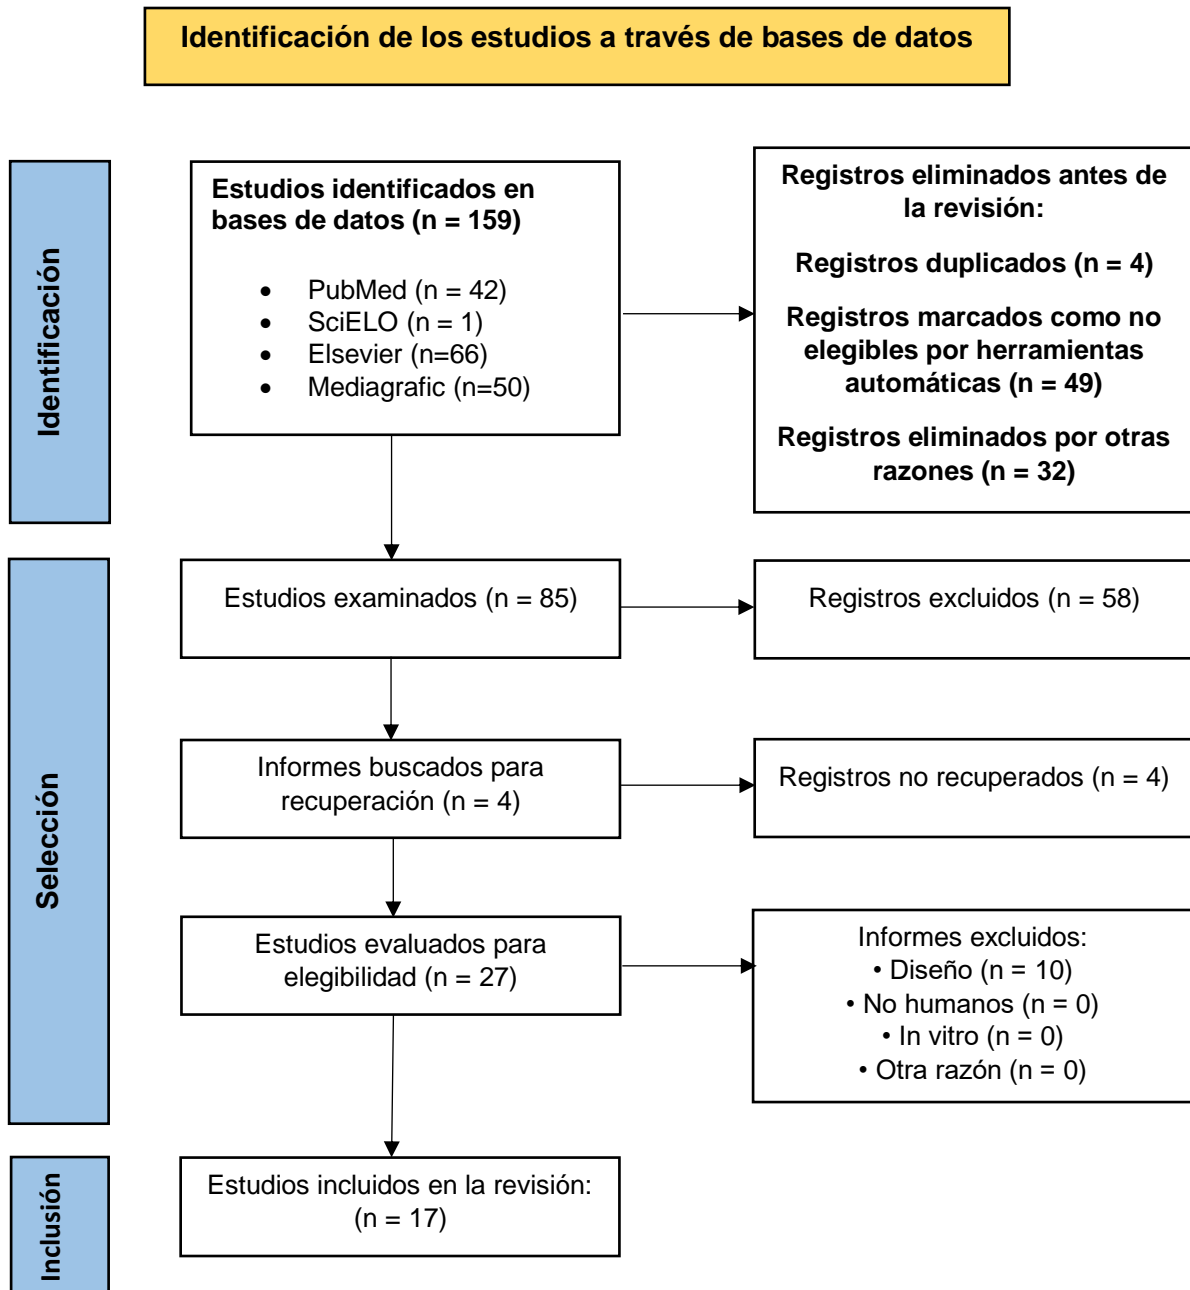 Identificación de los estudios a través de bases de datos
Identificación
Estudios identificados en
bases de datos (n = 159)
• PubMed (n = 42)
• SciELO (n = 1)
• Elsevier (n=66)
• Mediagrafic (n=50)
Registros eliminados antes de
la revisión:
Registros duplicados (n = 4)
Registros marcados como no
elegibles por herramientas
automáticas (n = 49)
Registros eliminados por otras
razones (n = 32)
Selección
Estudios examinados (n = 85)
Registros excluidos (n = 58)
Informes buscados para
recuperación (n = 4)
Registros no recuperados (n = 4)
Estudios evaluados para
elegibilidad (n = 27)
Informes excluidos:
• Diseño (n = 10)
• No humanos (n = 0)
• In vitro (n = 0)
• Otra razón (n = 0)
Inclusión
Estudios incluidos en la revisión:
(n = 17)